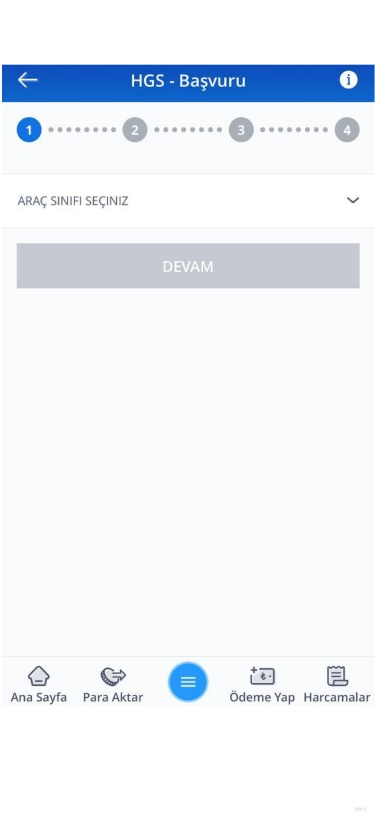 HGS - Başvuru
1 2 3 4
ARAÇ SINIFI SEÇINIZ
DEVAM
Ana Sayfa Para Aktar Ödeme Yap Harcamalar